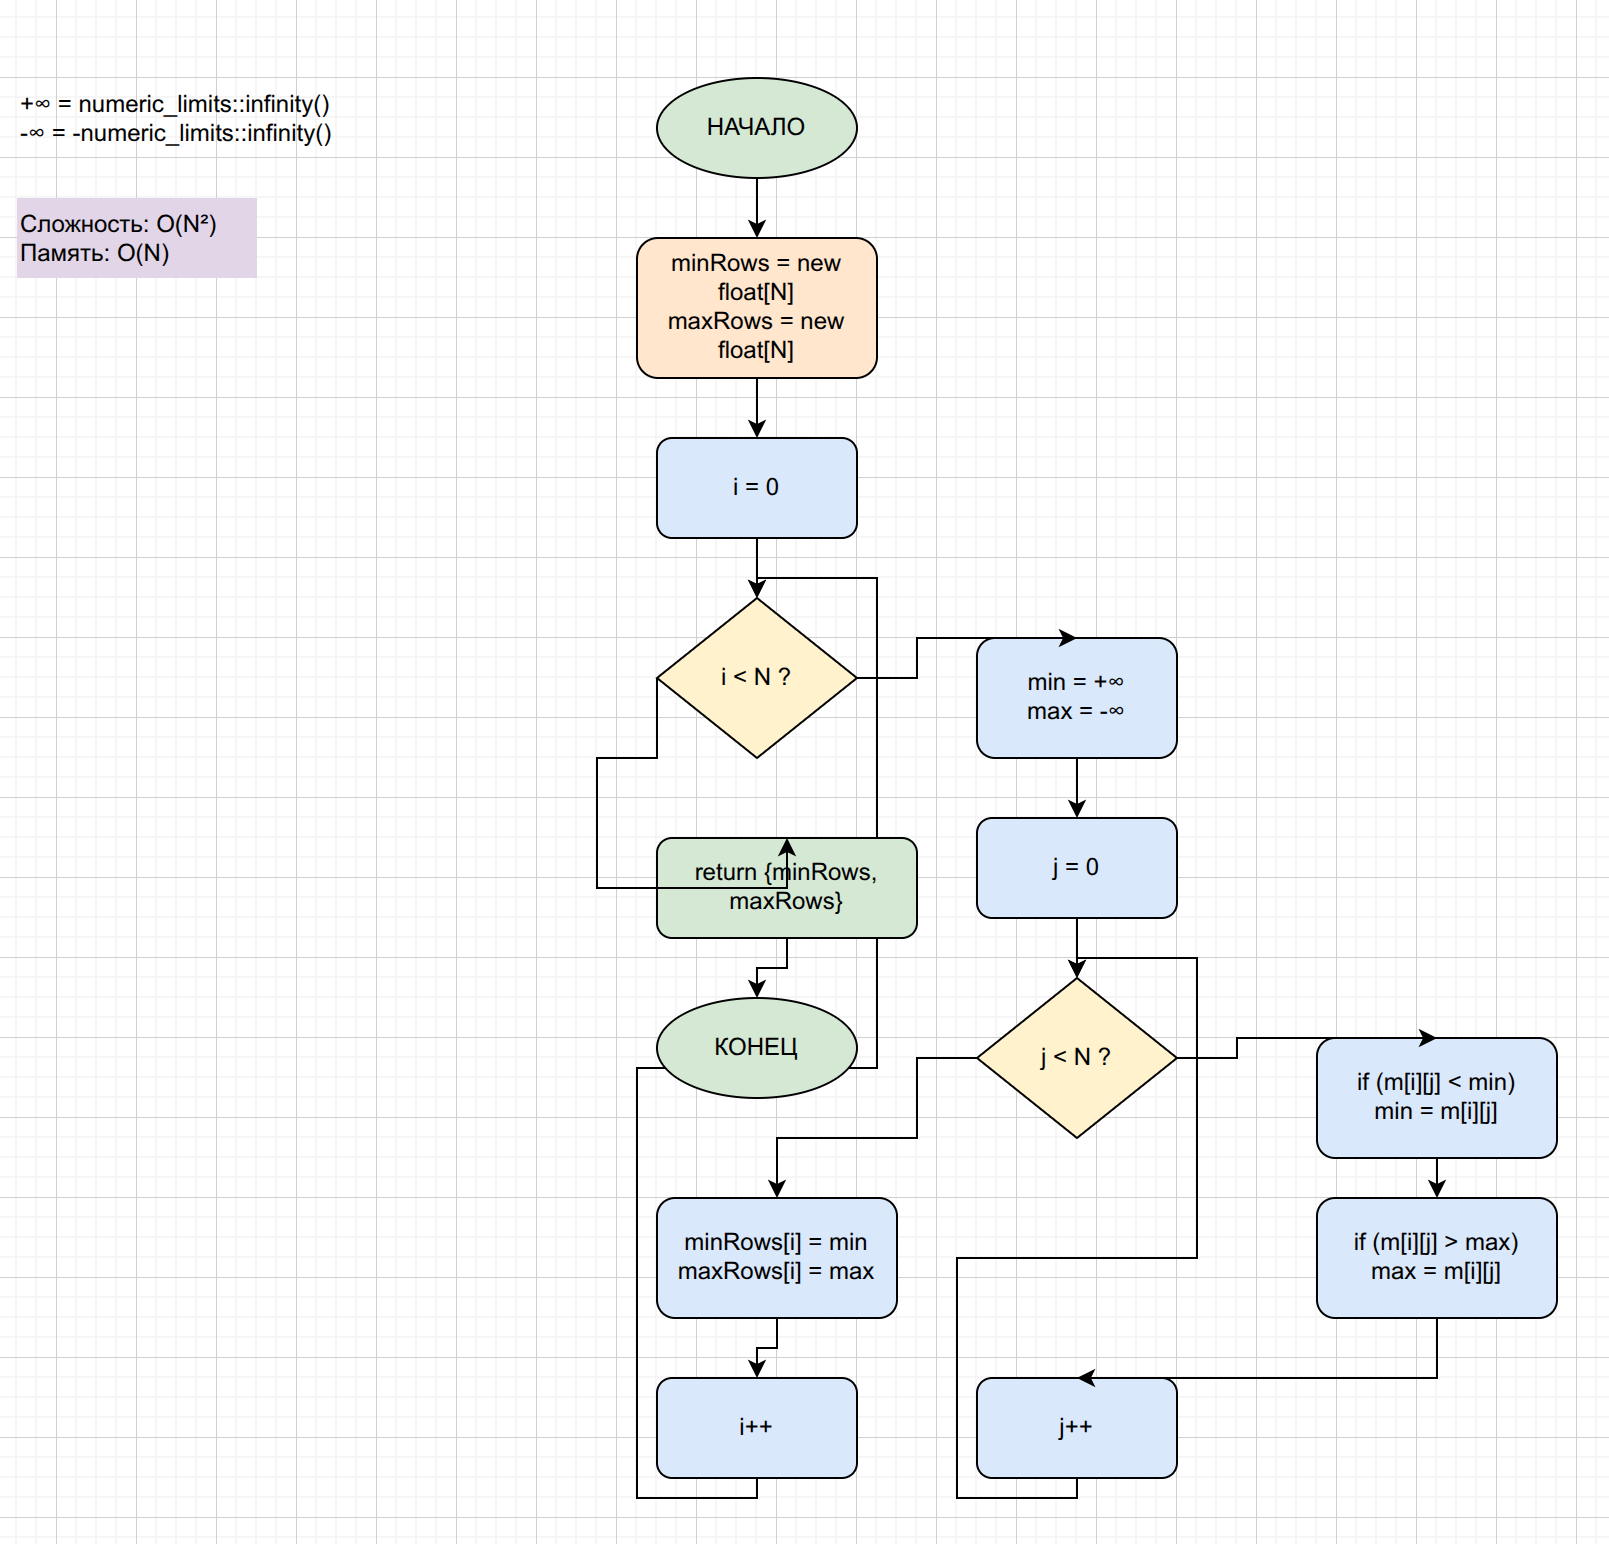 +∞ = numeric_limits::infinity()
-∞ = -numeric_limits::infinity()
Сложность: O(N²)
Память: O(N)
НАЧАЛО
minRows = new
float[N]
maxRows = new
float[N]
i = 0
i < N ?
min = +∞
max = -∞
return {minRows,
maxRows}
j = 0
КОНЕЦ
j < N ?
if (m[i][j] < min)
min = m[i][j]
minRows[i] = min
maxRows[i] = max
if (m[i][j] > max)
max = m[i][j]
i++
j++